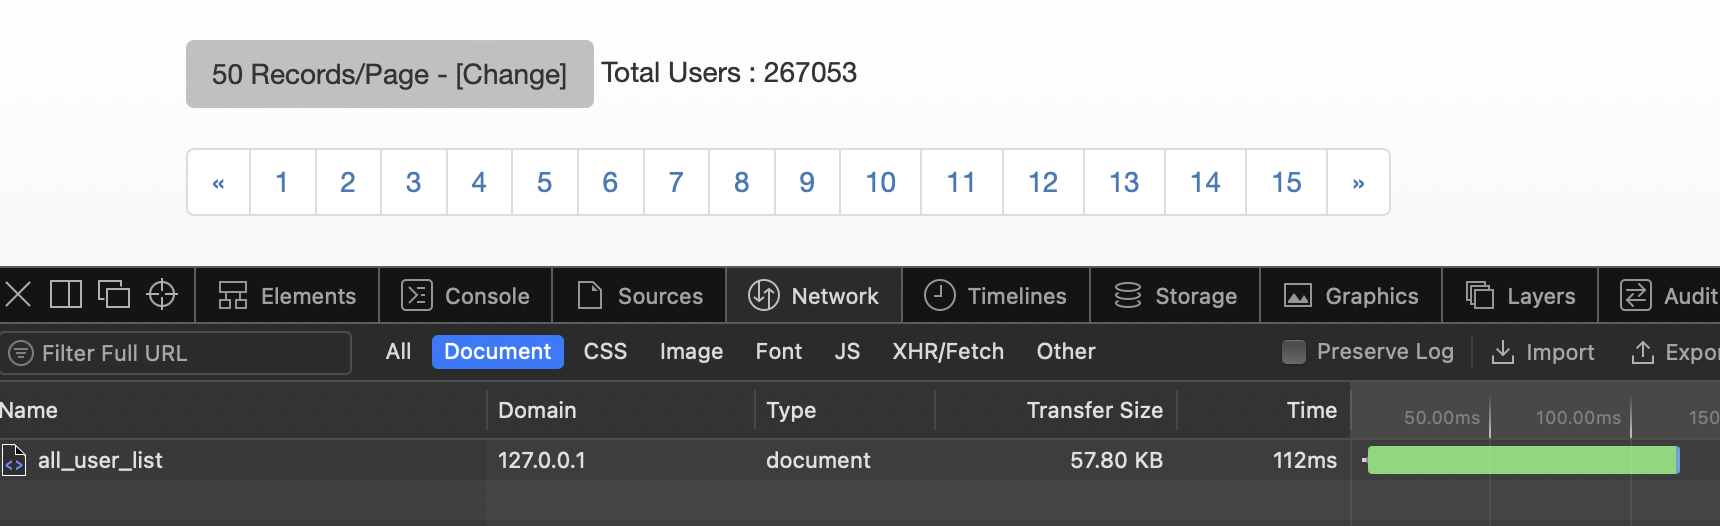 50 Records/Page - [Change] Total Users : 267053
« 1 2 3 4 5 6 7 8 9 10 11 12 13 14 15 »
Elements Console Sources Network Timelines Storage Graphics Layers Audit
Filter Full URL All Document CSS Image Font JS XHR/Fetch Other Preserve Log Import Expor
Name Domain Type Transfer Size Time 50.00ms 100.00ms 150
all_user_list 127.0.0.1 document 57.80 KB 112ms